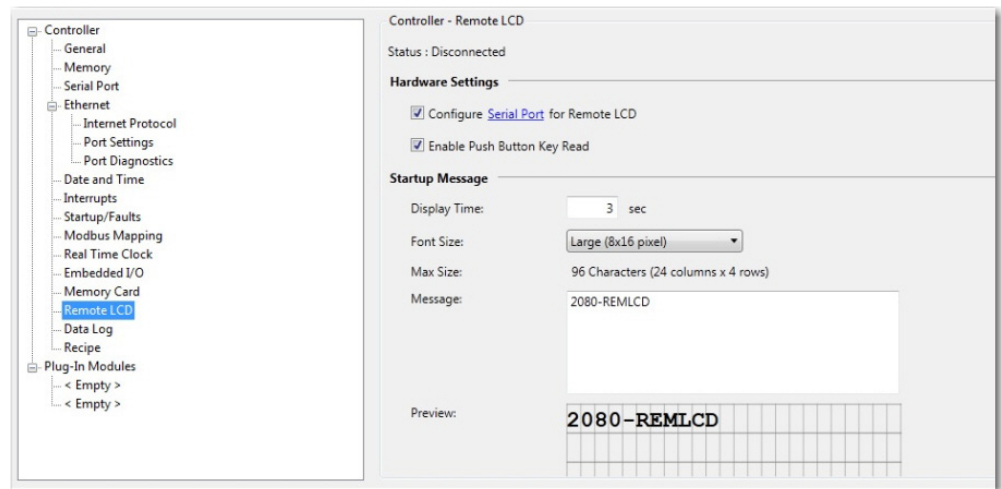 Controller
General
Memory
Serial Port
Ethernet
Internet Protocol
Port Settings
Port Diagnostics
Date and Time
Interrupts
Startup/Faults
Modbus Mapping
Real Time Clock
Embedded I/O
Memory Card
Remote LCD
Data Log
Recipe
Plug-In Modules
< Empty >
< Empty >
Controller - Remote LCD
Status : Disconnected
Hardware Settings
Configure Serial Port for Remote LCD
Enable Push Button Key Read
Startup Message
Display Time: 3 sec
Font Size: Large (8x16 pixel)
Max Size: 96 Characters (24 columns x 4 rows)
Message: 2080-REMLCD
Preview: 2080-REMLCD